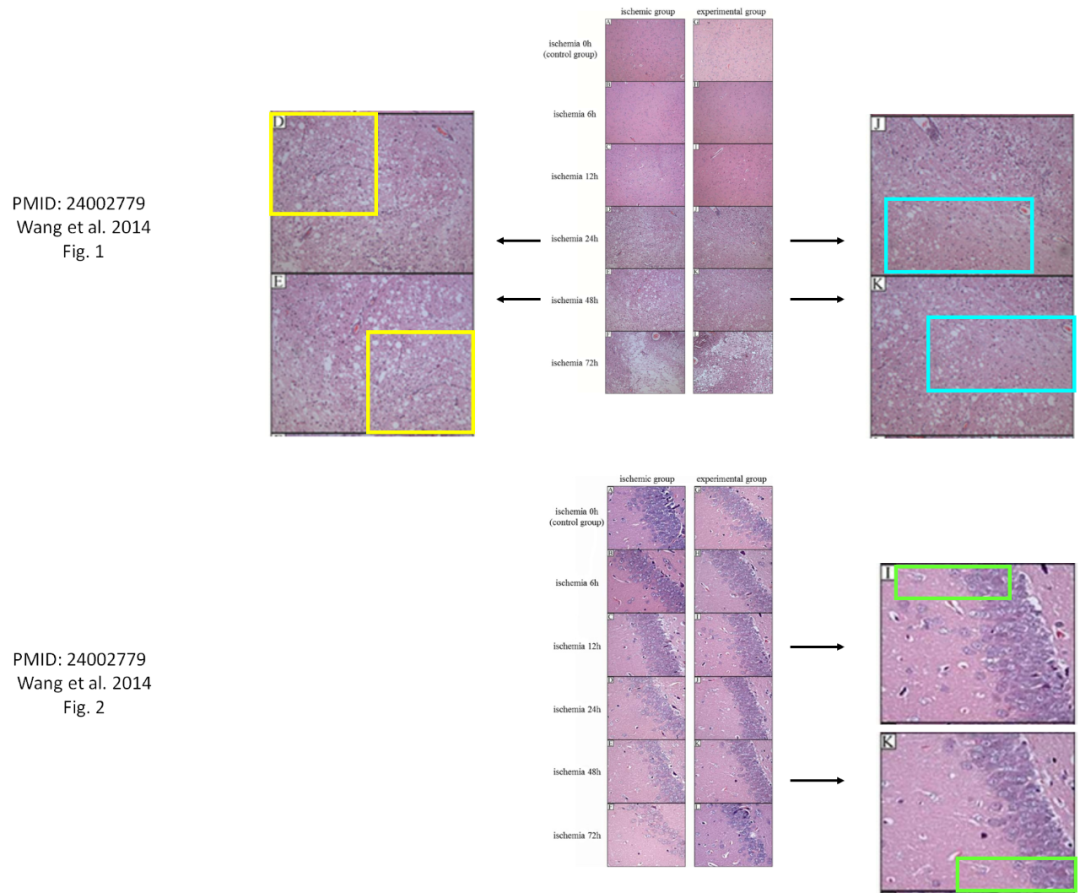 ischemic group
experimental group
ischemia 0h
(control group)
ischemia 6h
ischemia 12h
ischemia 24h
ischemia 48h
ischemia 72h
D
E
J
K
PMID: 24002779
Wang et al. 2014
Fig. 1
ischemic group
experimental group
ischemia 0h
(control group)
ischemia 6h
ischemia 12h
ischemia 24h
ischemia 48h
ischemia 72h
I
K
PMID: 24002779
Wang et al. 2014
Fig. 2